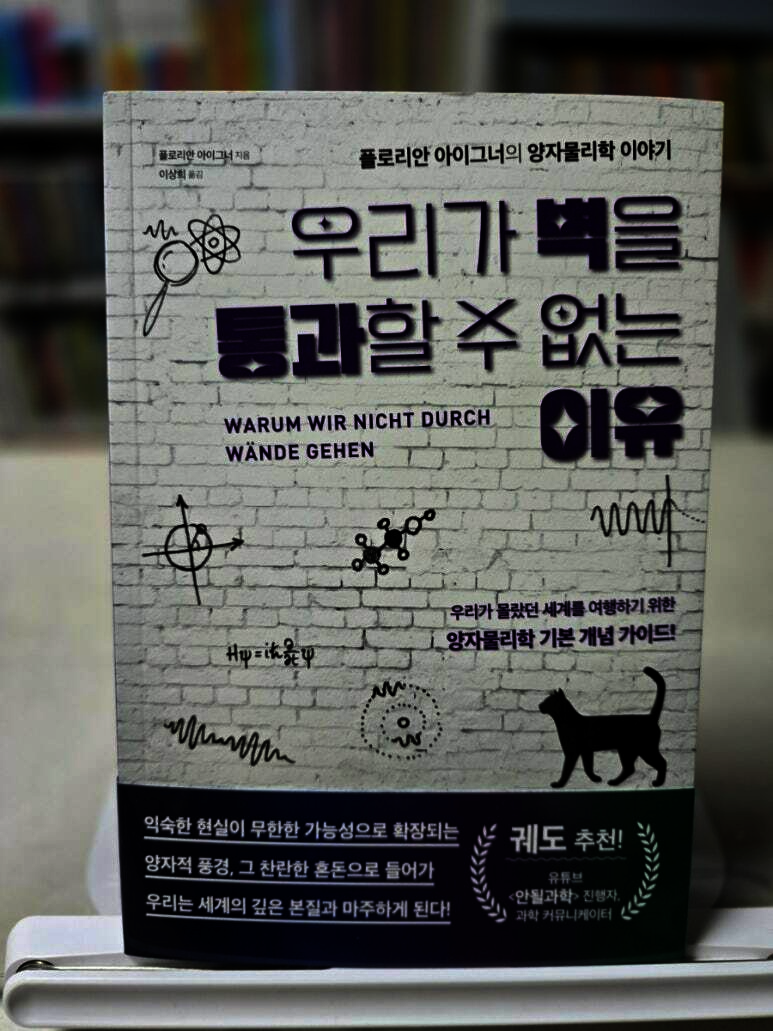 플로리안 아이그너 지음
이상희 옮김
플로리안 아이그너의 양자물리학 이야기
우리가 벽을
통과할 수 없는
이유
WARUM WIR NICHT DURCH
WÄNDE GEHEN
우리가 몰랐던 세계를 여행하기 위한
양자물리학 기본 개념 가이드!
Hψ=iħ∂/∂t ψ
익숙한 현실이 무한한 가능성으로 확장되는
양자적 풍경, 그 찬란한 혼돈으로 들어가
우리는 세계의 깊은 본질과 마주하게 된다!
궤도 추천!
유튜브
<안될과학> 진행자,
과학 커뮤니케이터